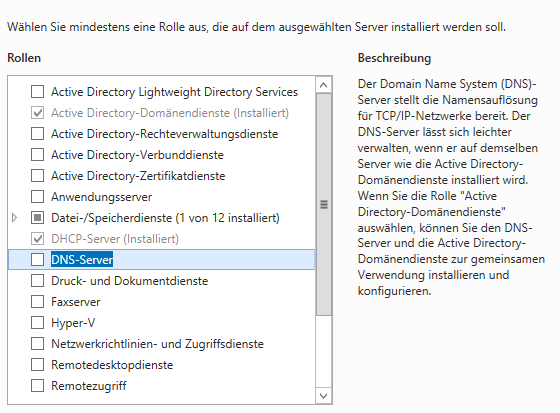 Wählen Sie mindestens eine Rolle aus, die auf dem ausgewählten Server installiert werden soll.
Rollen
Active Directory Lightweight Directory Services
Active Directory-Domänendienste (Installiert)
Active Directory-Rechteverwaltungsdienste
Active Directory-Verbunddienste
Active Directory-Zertifikatdienste
Anwendungsserver
Datei-/Speicherdienste (1 von 12 installiert)
DHCP-Server (Installiert)
DNS-Server
Druck- und Dokumentdienste
Faxserver
Hyper-V
Netzwerkrichtlinien- und Zugriffsdienste
Remotedesktopdienste
Remotezugriff
Beschreibung
Der Domain Name System (DNS)-
Server stellt die Namensauflösung
für TCP/IP-Netzwerke bereit. Der
DNS-Server lässt sich leichter
verwalten, wenn er auf demselben
Server wie die Active Directory-
Domänendienste installiert wird.
Wenn Sie die Rolle "Active
Directory-Domänendienste"
auswählen, können Sie den DNS-
Server und die Active Directory-
Domänendienste zur gemeinsamen
Verwendung installieren und
konfigurieren.